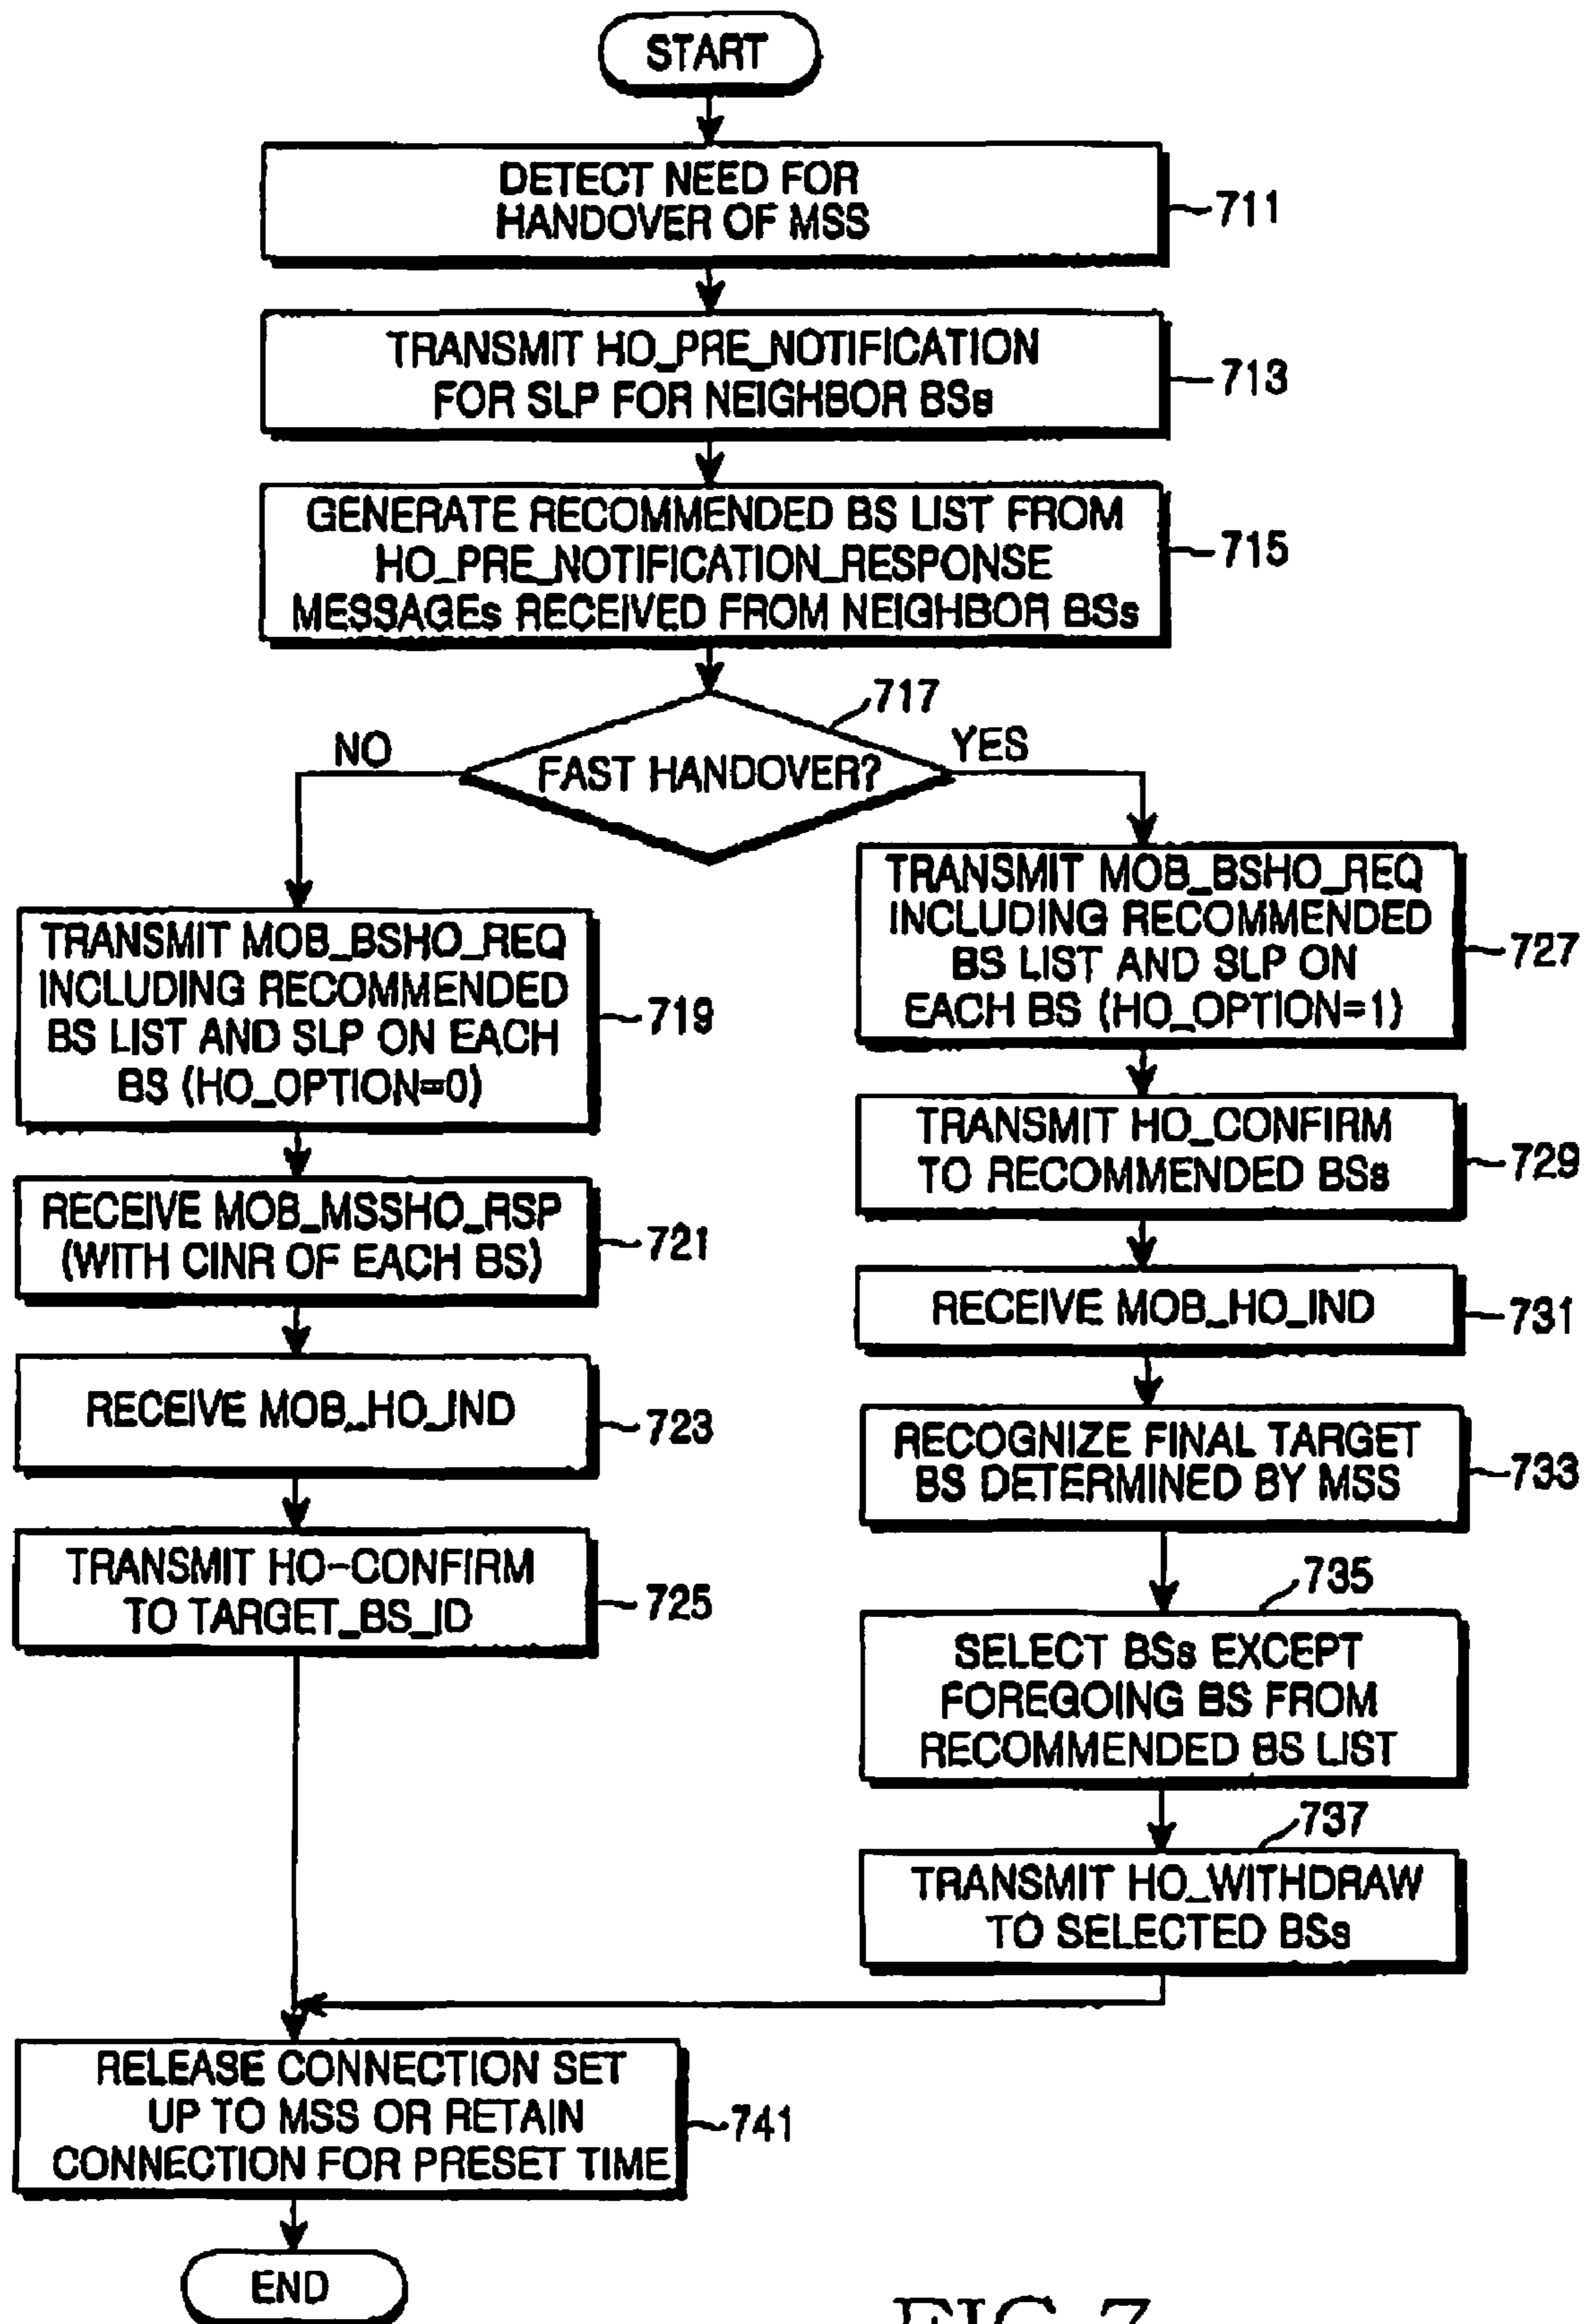 START
DETECT NEED FOR
HANDOVER OF MSS
711
TRANSMIT HO_PRE_NOTIFICATION
FOR SLP FOR NEIGHBOR BSs
713
GENERATE RECOMMENDED BS LIST FROM
HO_PRE_NOTIFICATION_RESPONSE
MESSAGEs RECEIVED FROM NEIGHBOR BSs
715
717
FAST HANDOVER?
NO
YES
TRANSMIT MOB_BSHO_REQ
INCLUDING RECOMMENDED
BS LIST AND SLP ON EACH
BS (HO_OPTION=0)
719
RECEIVE MOB_MSSHO_RSP
(WITH CINR OF EACH BS)
721
RECEIVE MOB_HO_IND
723
TRANSMIT HO-CONFIRM
TO TARGET_BS_ID
725
TRANSMIT MOB_BSHO_REQ
INCLUDING RECOMMENDED
BS LIST AND SLP ON
EACH BS (HO_OPTION=1)
727
TRANSMIT HO_CONFIRM
TO RECOMMENDED BSs
729
RECEIVE MOB_HO_IND
731
RECOGNIZE FINAL TARGET
BS DETERMINED BY MSS
733
735
SELECT BSs EXCEPT
FOREGOING BS FROM
RECOMMENDED BS LIST
737
TRANSMIT HO_WITHDRAW
TO SELECTED BSs
RELEASE CONNECTION SET
UP TO MSS OR RETAIN
CONNECTION FOR PRESET TIME
741
END
FIG.7